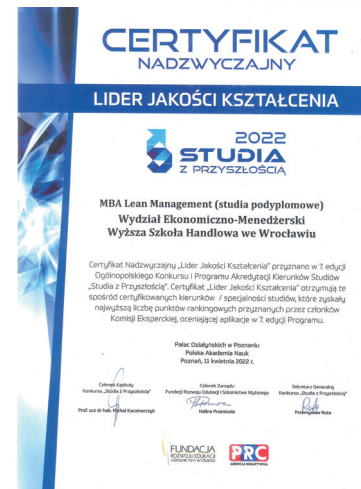 CERTYFIKAT
NADZWYCZAJNY
LIDER JAKOŚCI KSZTAŁCENIA
2022
STUDIA
Z PRZYSZŁOŚCIĄ
MBA Lean Management (studia podyplomowe)
Wydział Ekonomiczno-Menedżerski
Wyższa Szkoła Handlowa we Wrocławiu
Certyfikat Nadzwyczajny „Lider Jakości Kształcenia” przyznano w 7. edycji
Ogólnopolskiego Konkursu i Programu Akredytacji Kierunków Studiów
„Studia z Przyszłością”. Certyfikat „Lider Jakości Kształcenia” otrzymują te
spośród certyfikowanych kierunków / specjalności studiów, które zyskały
najwyższą liczbę punktów rankingowych przyznanych przez członków
Komisji Eksperckiej, oceniającej aplikacje w 7. edycji Programu.
Pałac Działyńskich w Poznaniu
Polska Akademia Nauk
Poznań, 11 kwietnia 2022 r.
Członek Kapituły
Konkursu „Studia z Przyszłością”
Prof. ucz dr hab. Michał Kaczmarczyk
Członek Zarządu
Fundacji Rozwoju Edukacji i Szkolnictwa Wyższego
Halina Przeniosło
Sekretarz Generalny
Konkursu „Studia z Przyszłością”
Przemysław Ruta
FUNDACJA
ROZWOJU EDUKACJI
I SZKOLNICTWA WYŻSZEGO
PRC
AGENCJA KREATYWNA